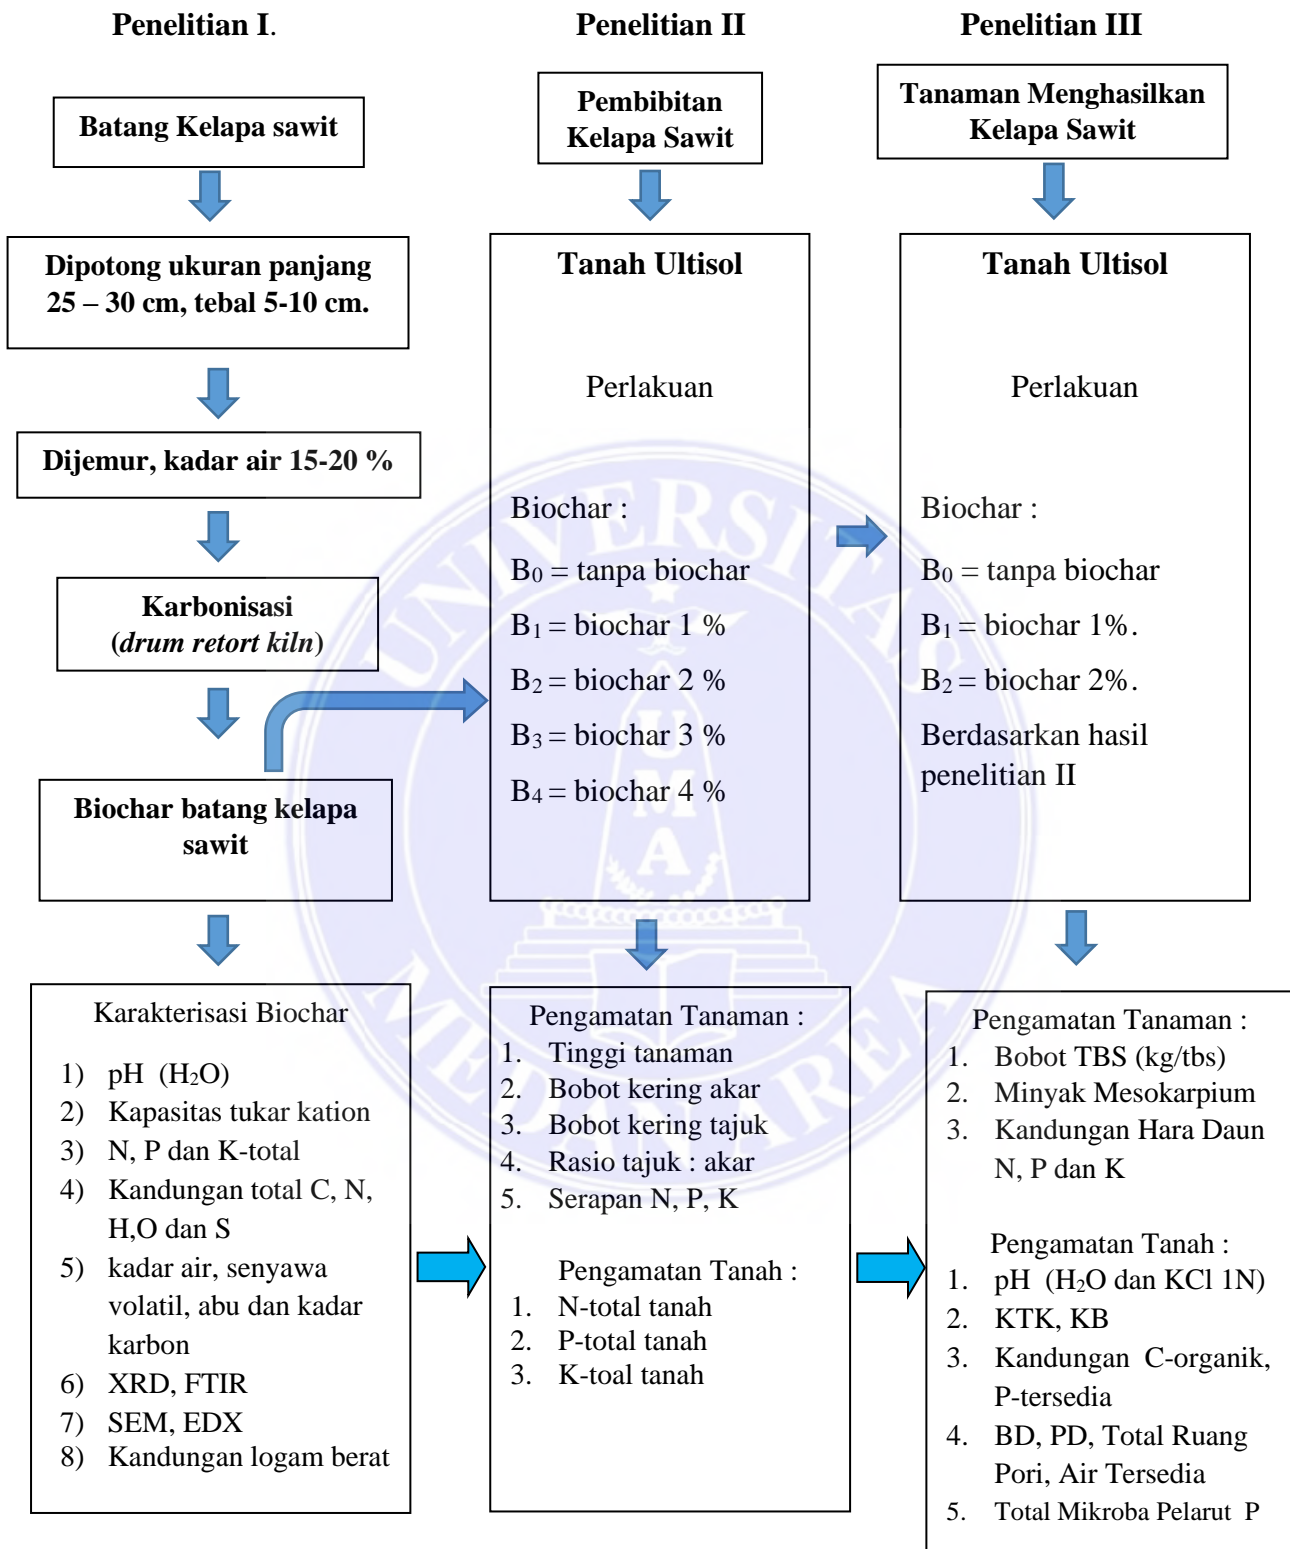 Penelitian I.
Batang Kelapa sawit
Dipotong ukuran panjang
25 – 30 cm, tebal 5-10 cm.
Dijemur, kadar air 15-20 %
Karbonisasi
(drum retort kiln)
Biochar batang kelapa
sawit
Karakterisasi Biochar
1) pH (H₂O)
2) Kapasitas tukar kation
3) N, P dan K-total
4) Kandungan total C, N,
H,O dan S
5) kadar air, senyawa
volatil, abu dan kadar
karbon
6) XRD, FTIR
7) SEM, EDX
8) Kandungan logam berat
Penelitian II
Pembibitan
Kelapa Sawit
Tanah Ultisol
Perlakuan
Biochar :
B₀ = tanpa biochar
B₁ = biochar 1 %
B₂ = biochar 2 %
B₃ = biochar 3 %
B₄ = biochar 4 %
Pengamatan Tanaman :
1. Tinggi tanaman
2. Bobot kering akar
3. Bobot kering tajuk
4. Rasio tajuk : akar
5. Serapan N, P, K
Pengamatan Tanah :
1. N-total tanah
2. P-total tanah
3. K-toal tanah
Penelitian III
Tanaman Menghasilkan
Kelapa Sawit
Tanah Ultisol
Perlakuan
Biochar :
B₀ = tanpa biochar
B₁ = biochar 1%.
B₂ = biochar 2%.
Berdasarkan hasil
penelitian II
Pengamatan Tanaman :
1. Bobot TBS (kg/tbs)
2. Minyak Mesokarpium
3. Kandungan Hara Daun
N, P dan K
Pengamatan Tanah :
1. pH (H₂O dan KCl 1N)
2. KTK, KB
3. Kandungan C-organik,
P-tersedia
4. BD, PD, Total Ruang
Pori, Air Tersedia
5. Total Mikroba Pelarut P
UNIVERSITAS
MEDAN AREA
UMA